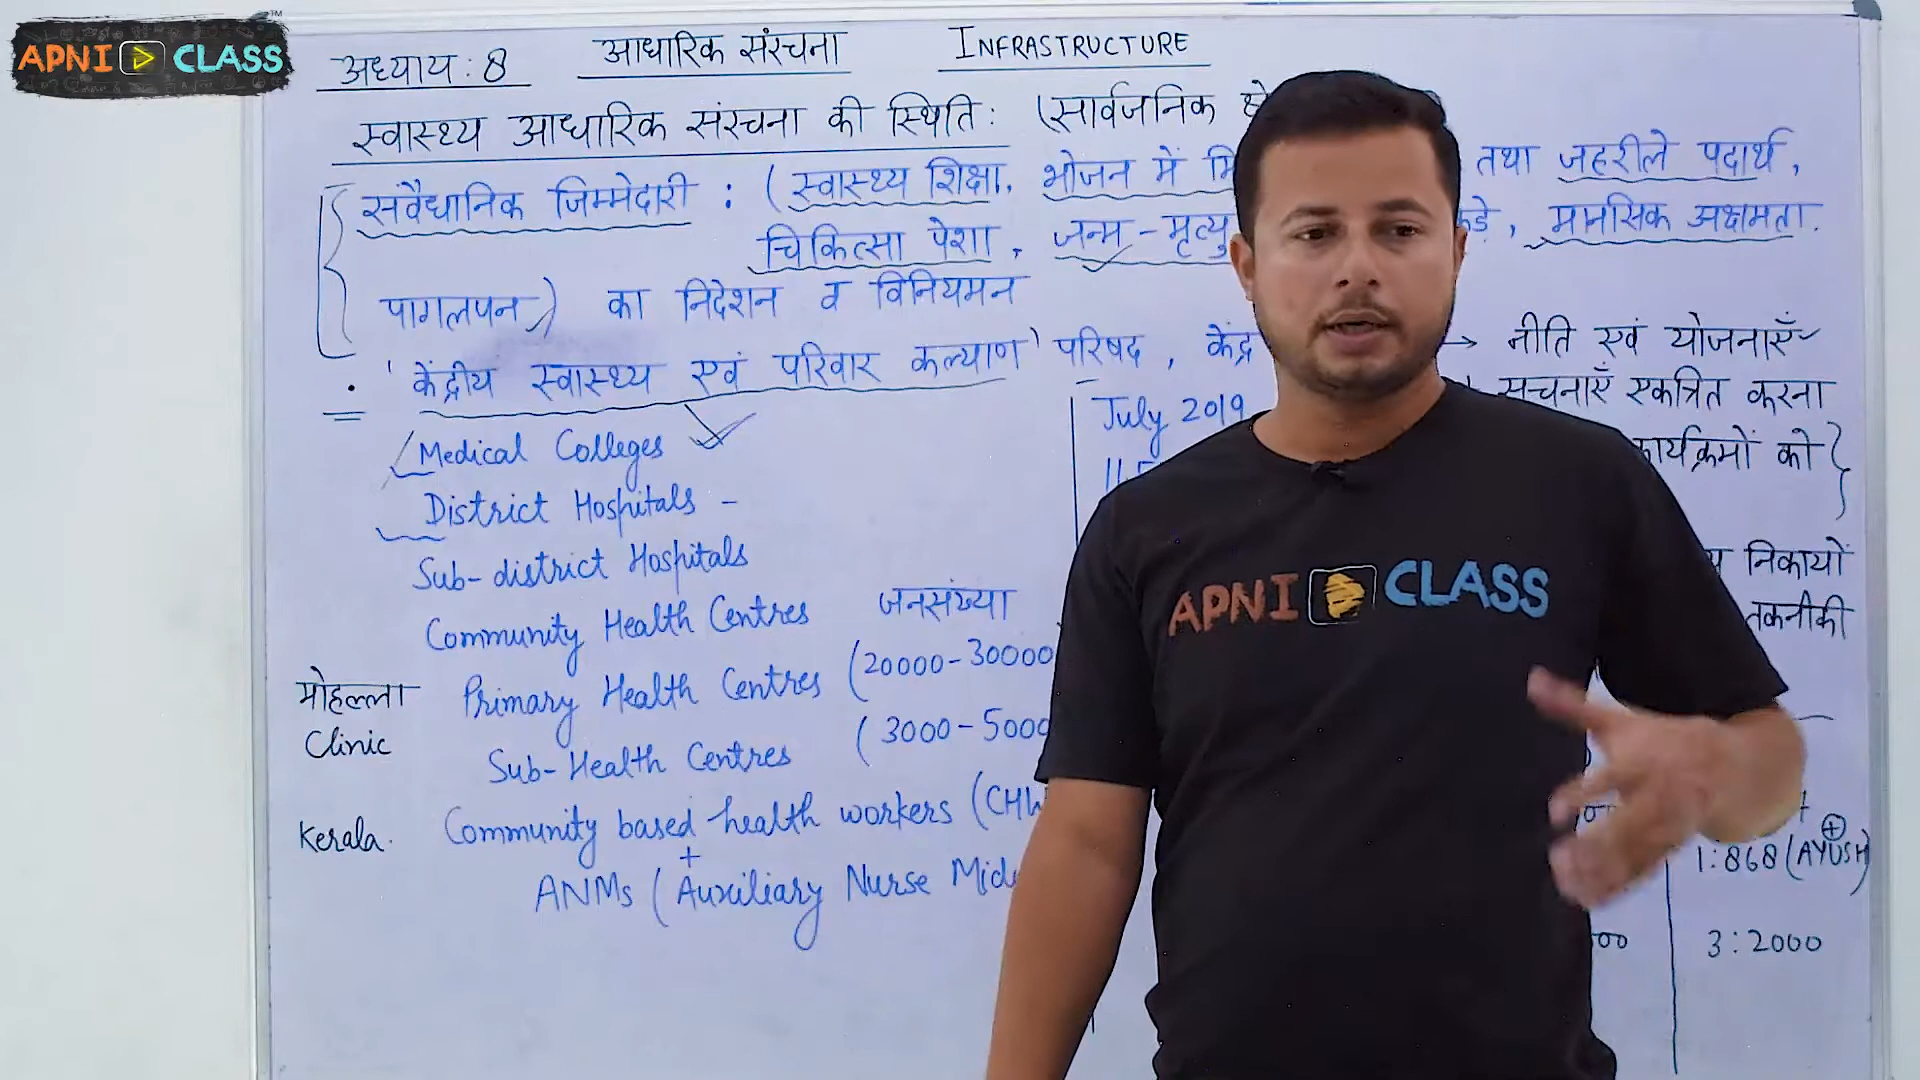 APNI CLASS
TM
अध्याय : 8 आधारिक संरचना INFRASTRUCTURE
स्वास्थ्य आधारिक संरचना की स्थिति : (सार्वजनिक
संवैधानिक जिम्मेदारी : (स्वास्थ्य शिक्षा, भोजन में तथा जहरीले पदार्थ,
चिकित्सा पेशा, जन्म-मृत्यु मानसिक अक्षमता.
पागलपन) का निदेशन व विनियमन
'केंद्रीय स्वास्थ्य एवं परिवार कल्याण' परिषद, केंद्र → नीति एवं योजनाएँ
July 2019 सूचनाएँ एकत्रित करना
Medical Colleges कार्यक्रमों को
District Hospitals -
Sub-district Hospitals निकायों
Community Health Centres जनसंख्या तकनीकी
Primary Health Centres (20000-30000
मोहल्ला
Clinic
Sub-Health Centres (3000-5000
Kerala.
Community based health workers
+
ANMs (Auxiliary Nurse
1:868 (AYUSH)
3:2000
APNI CLASS